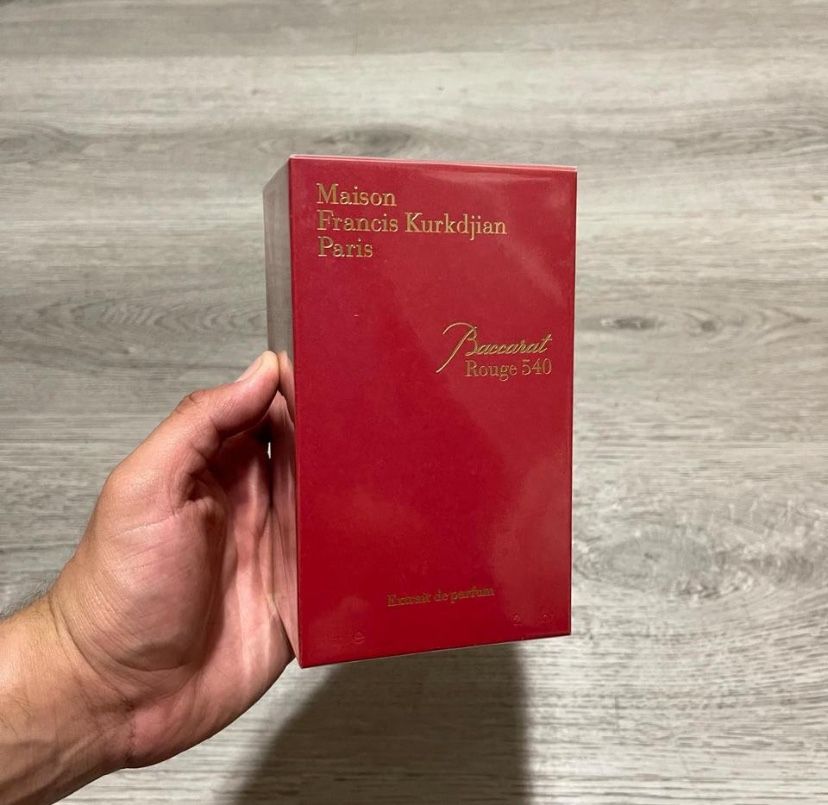 Maison
Francis Kurkdjian
Paris
Baccarat
Rouge 540
Extrait de parfum